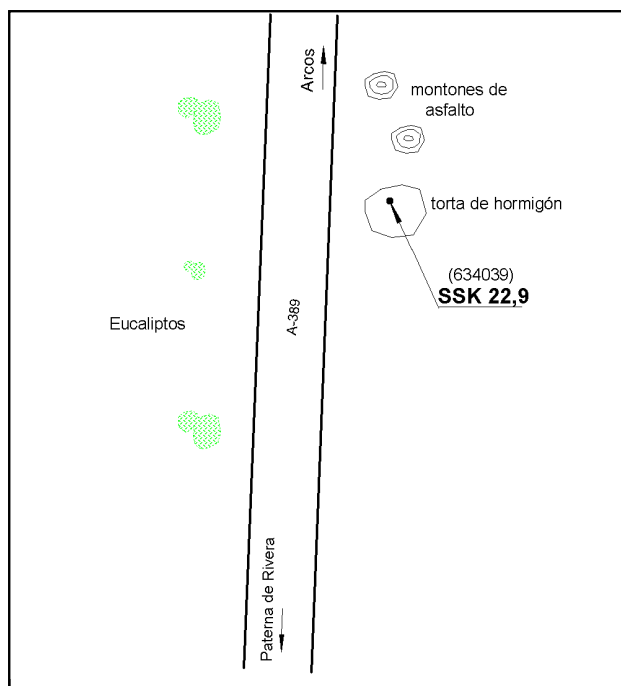 Arcos
montones de
asfalto
torta de hormigón
(634039)
SSK 22,9
Eucaliptos
A-389
Paterna de Rivera